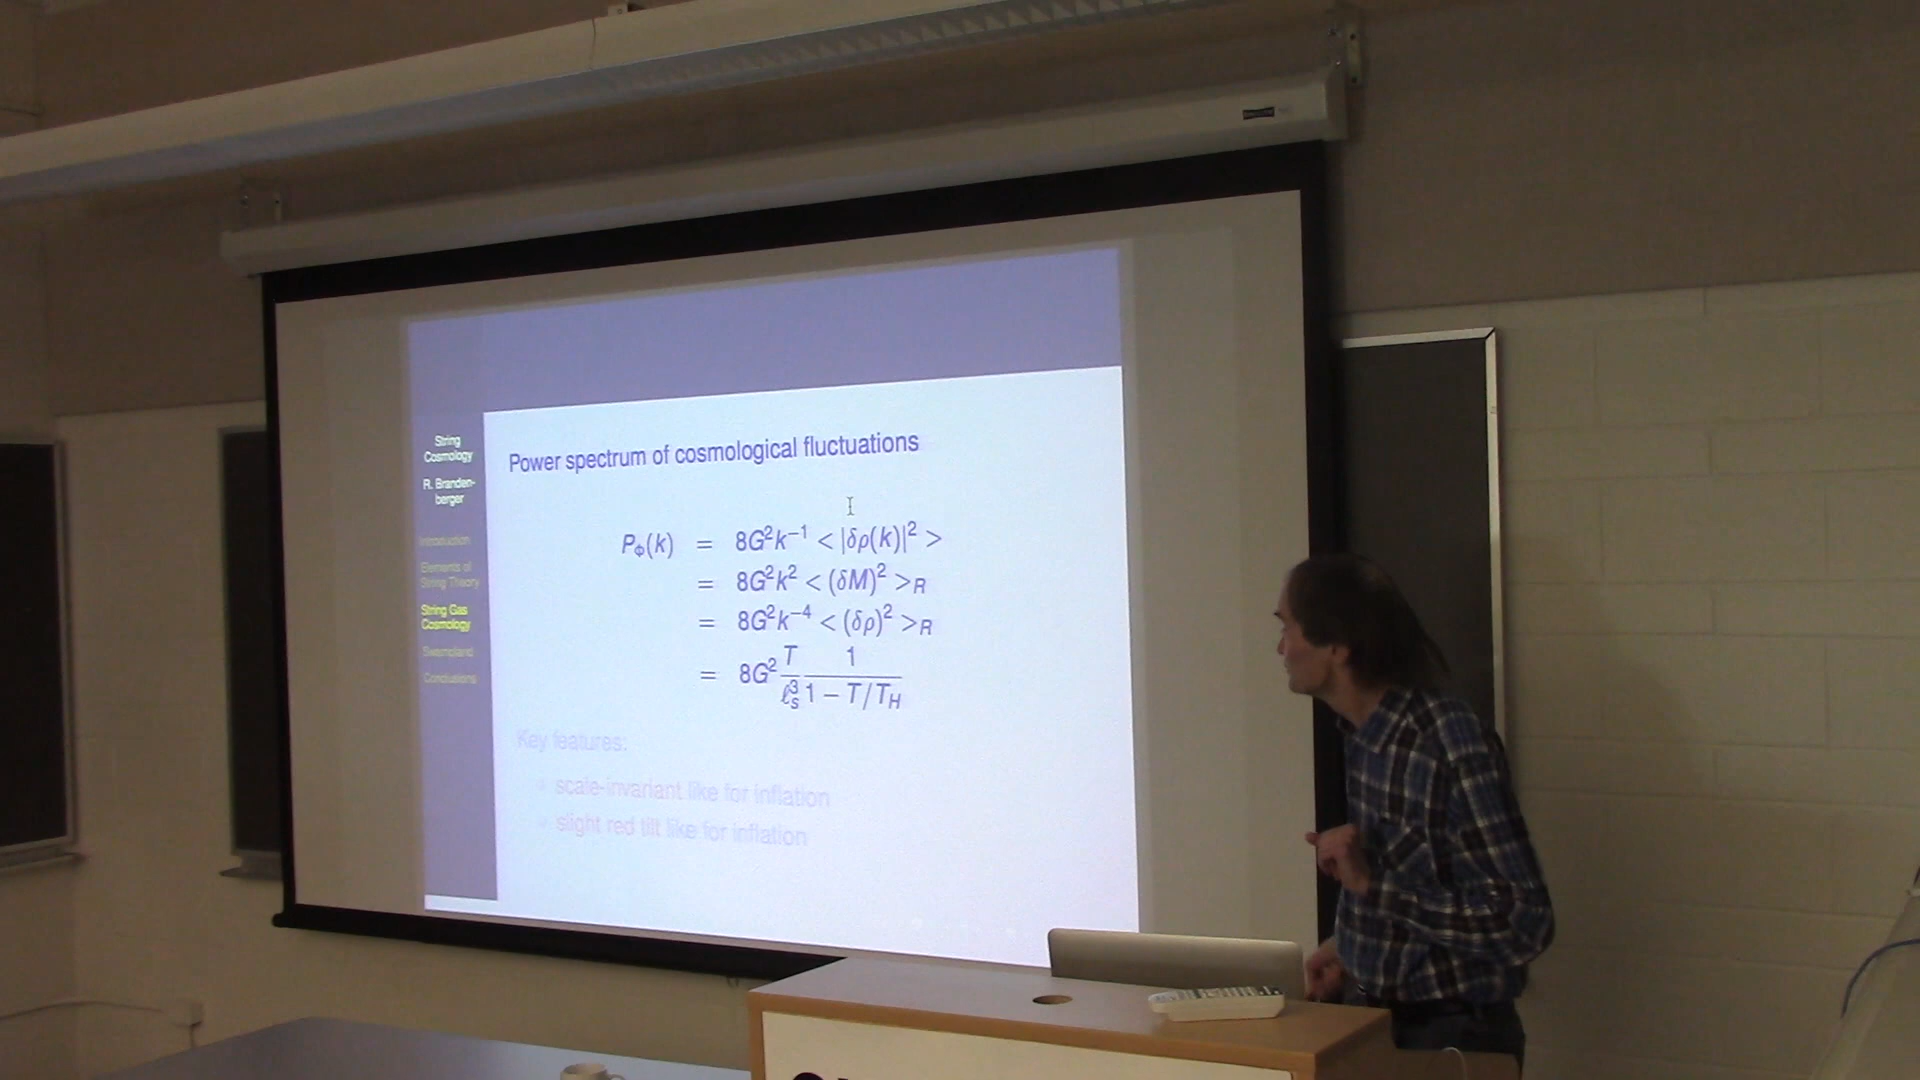 String
Cosmology
R. Branden-
berger
Introduction
Elements of
String Theory
String Gas
Cosmology
Swampland
Conclusions
Power spectrum of cosmological fluctuations
P_Φ(k) = 8G²k⁻¹ < |δρ(k)|² >
= 8G²k² < (δM)² >_R
= 8G²k⁻⁴ < (δρ)² >_R
= 8G² T/ℓ_s³ 1/(1 − T/T_H)
Key features:
scale-invariant like for inflation
slight red tilt like for inflation